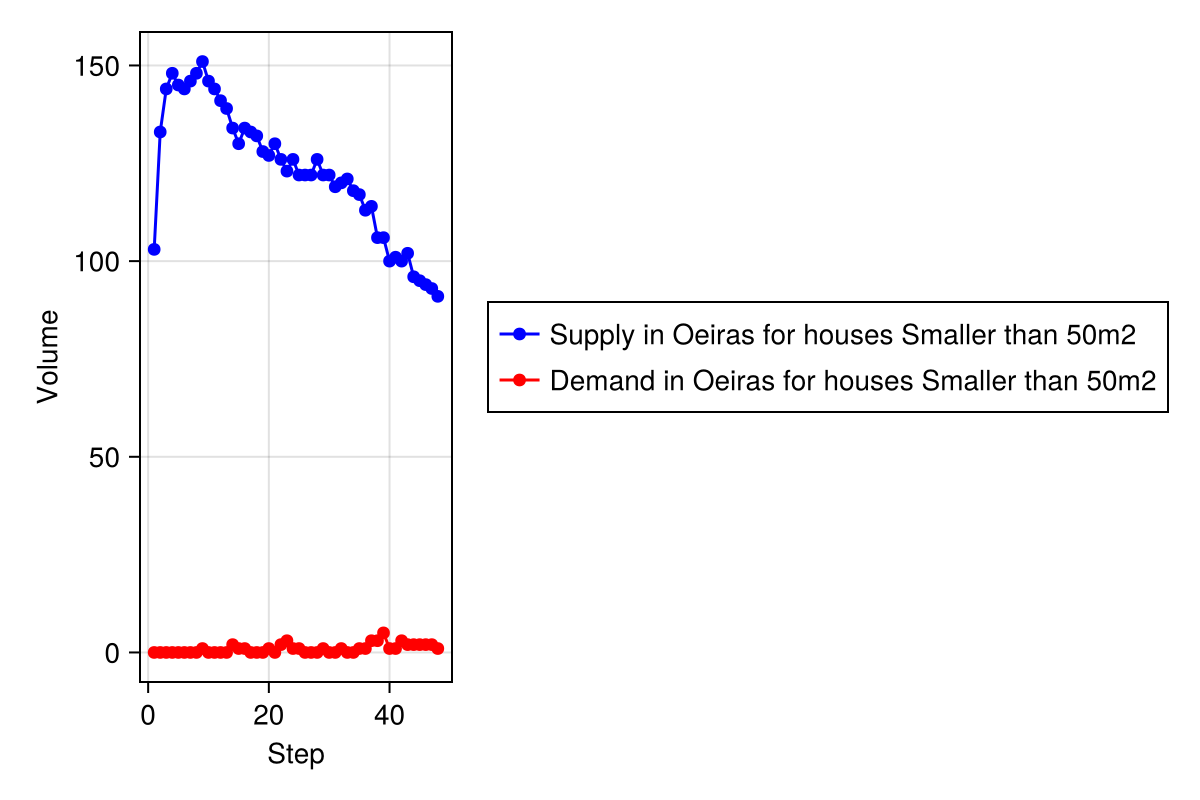 150
100
50
0
Volume
0 20 40
Step
Supply in Oeiras for houses Smaller than 50m2
Demand in Oeiras for houses Smaller than 50m2